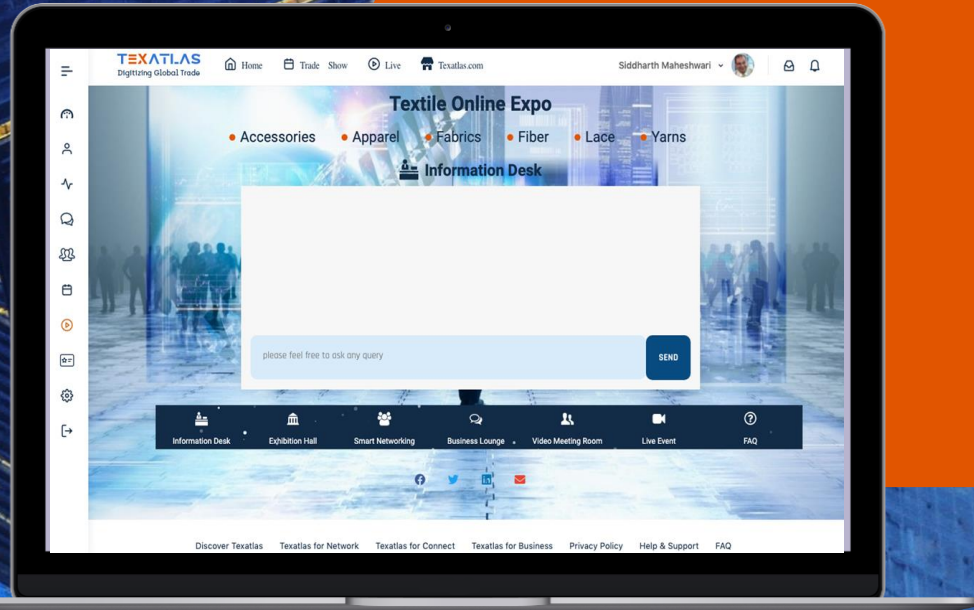 TEXATLAS
Digitizing Global Trade
Home
Trade Show
Live
Texatlas.com
Siddharth Maheshwari
Textile Online Expo
Accessories
Apparel
Fabrics
Fiber
Lace
Yarns
Information Desk
please feel free to ask any query
SEND
Information Desk
Exhibition Hall
Smart Networking
Business Lounge
Video Meeting Room
Live Event
FAQ
Discover Texatlas
Texatlas for Network
Texatlas for Connect
Texatlas for Business
Privacy Policy
Help & Support
FAQ